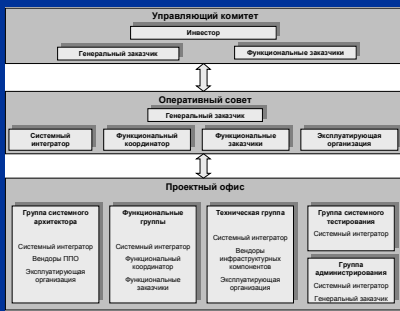 Управляющий комитет
Инвестор
Генеральный заказчик
Функциональные заказчики
Оперативный совет
Генеральный заказчик
Системный
интегратор
Функциональный
координатор
Функциональные
заказчики
Эксплуатирующая
организация
Проектный офис
Группа системного
архитектора
Системный интегратор
Вендоры ППО
Эксплуатирующая
организация
Функциональные
группы
Системный интегратор
Функциональный
координатор
Функциональные
заказчики
Техническая группа
Системный интегратор
Вендоры
инфраструктурных
компонентов
Эксплуатирующая
организация
Группа системного
тестирования
Системный интегратор
Группа
администрирования
Системный интегратор
Генеральный заказчик